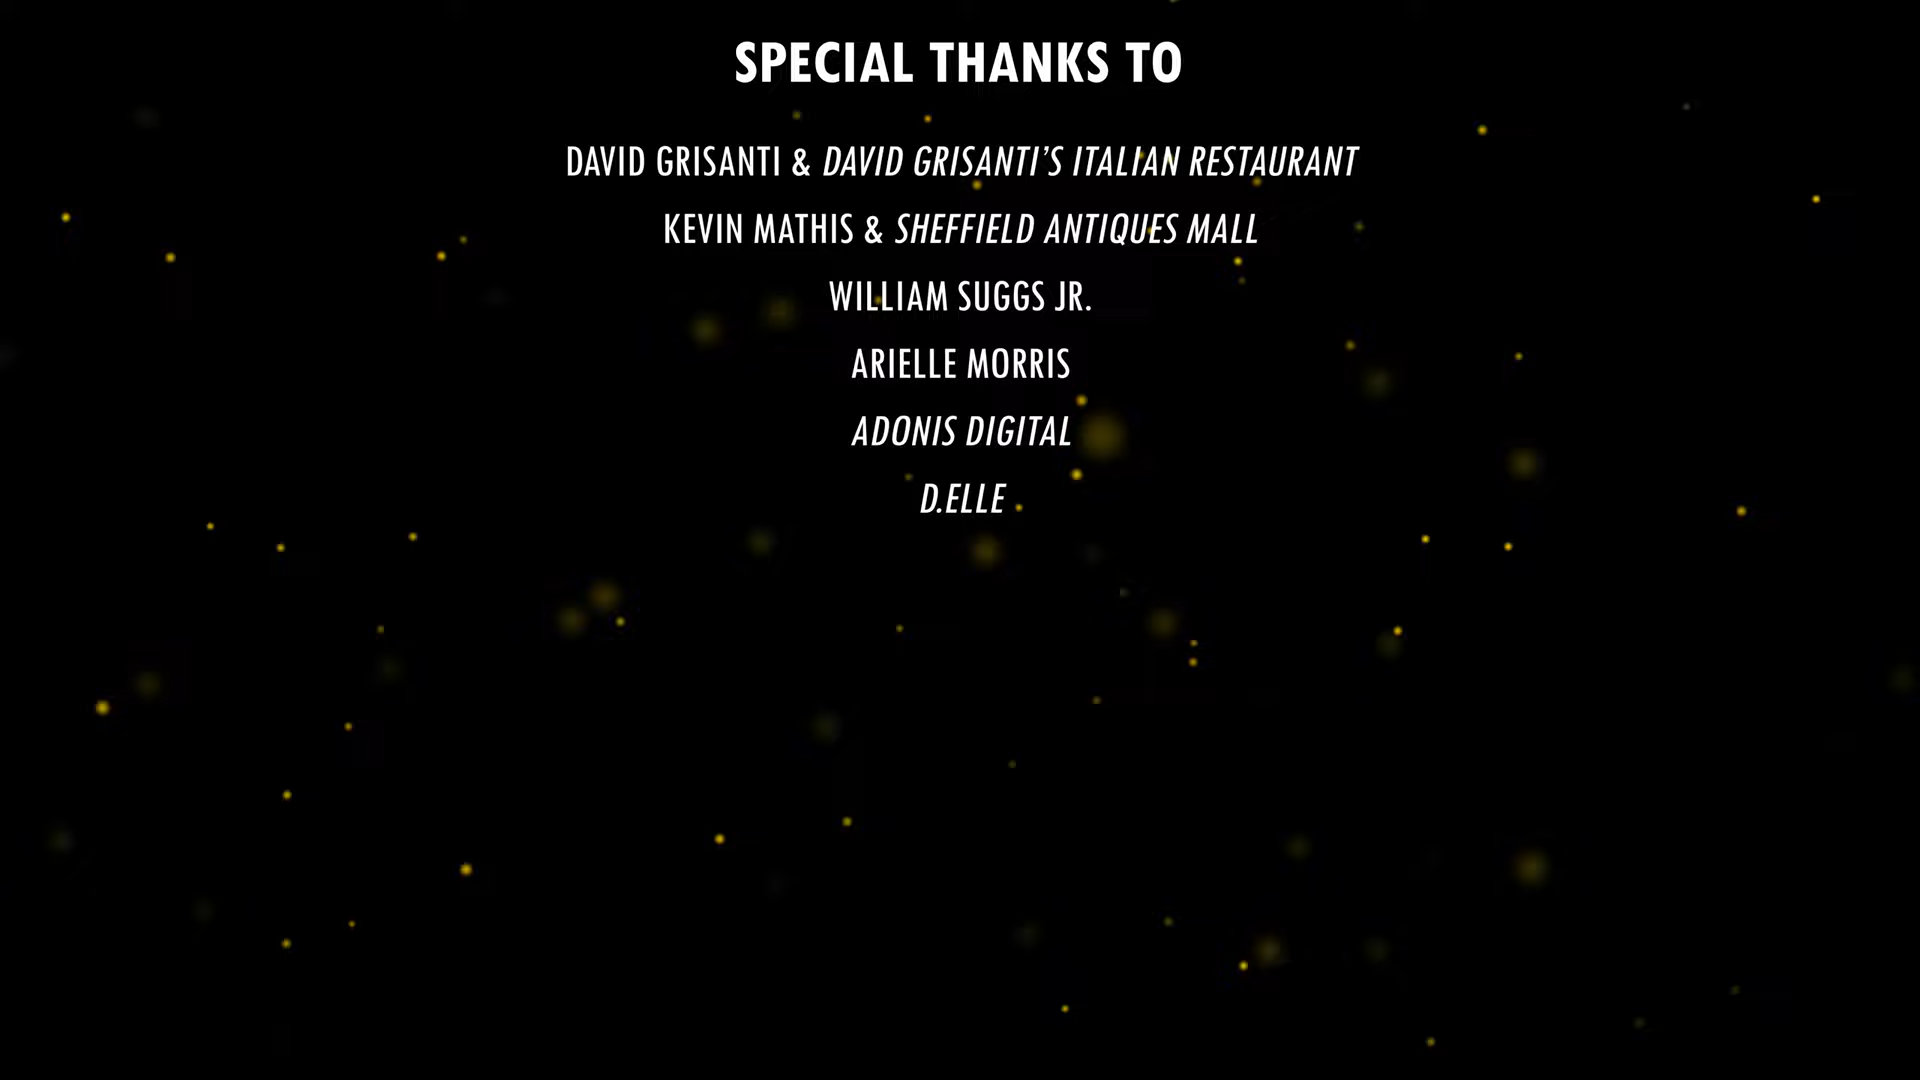 SPECIAL THANKS TO
DAVID GRISANTI & DAVID GRISANTI’S ITALIAN RESTAURANT
KEVIN MATHIS & SHEFFIELD ANTIQUES MALL
WILLIAM SUGGS JR.
ARIELLE MORRIS
ADONIS DIGITAL
D.ELLE